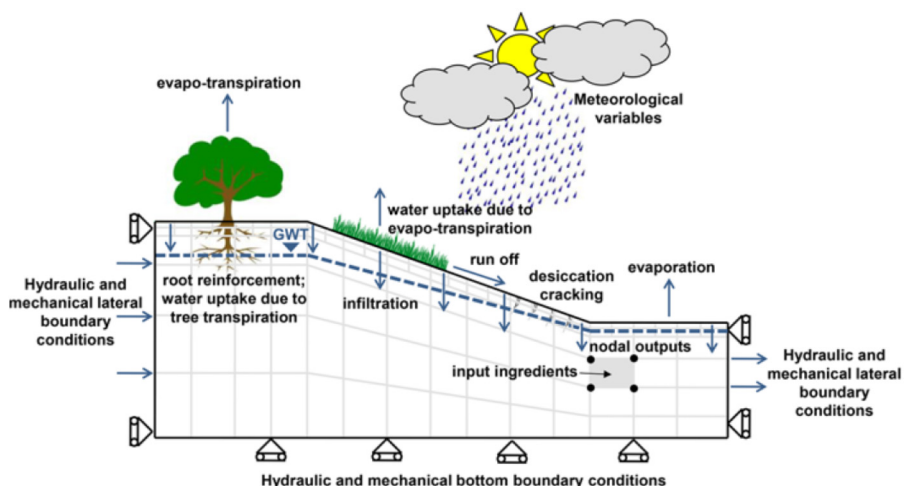 evapo-transpiration
Meteorological
variables
water uptake due to
evapo-transpiration
GWT
run off
root reinforcement;
water uptake due to
tree transpiration
infiltration
desiccation
cracking
evaporation
Hydraulic and
mechanical lateral
boundary
conditions
nodal outputs
input ingredients
Hydraulic and
mechanical lateral
boundary
conditions
Hydraulic and mechanical bottom boundary conditions